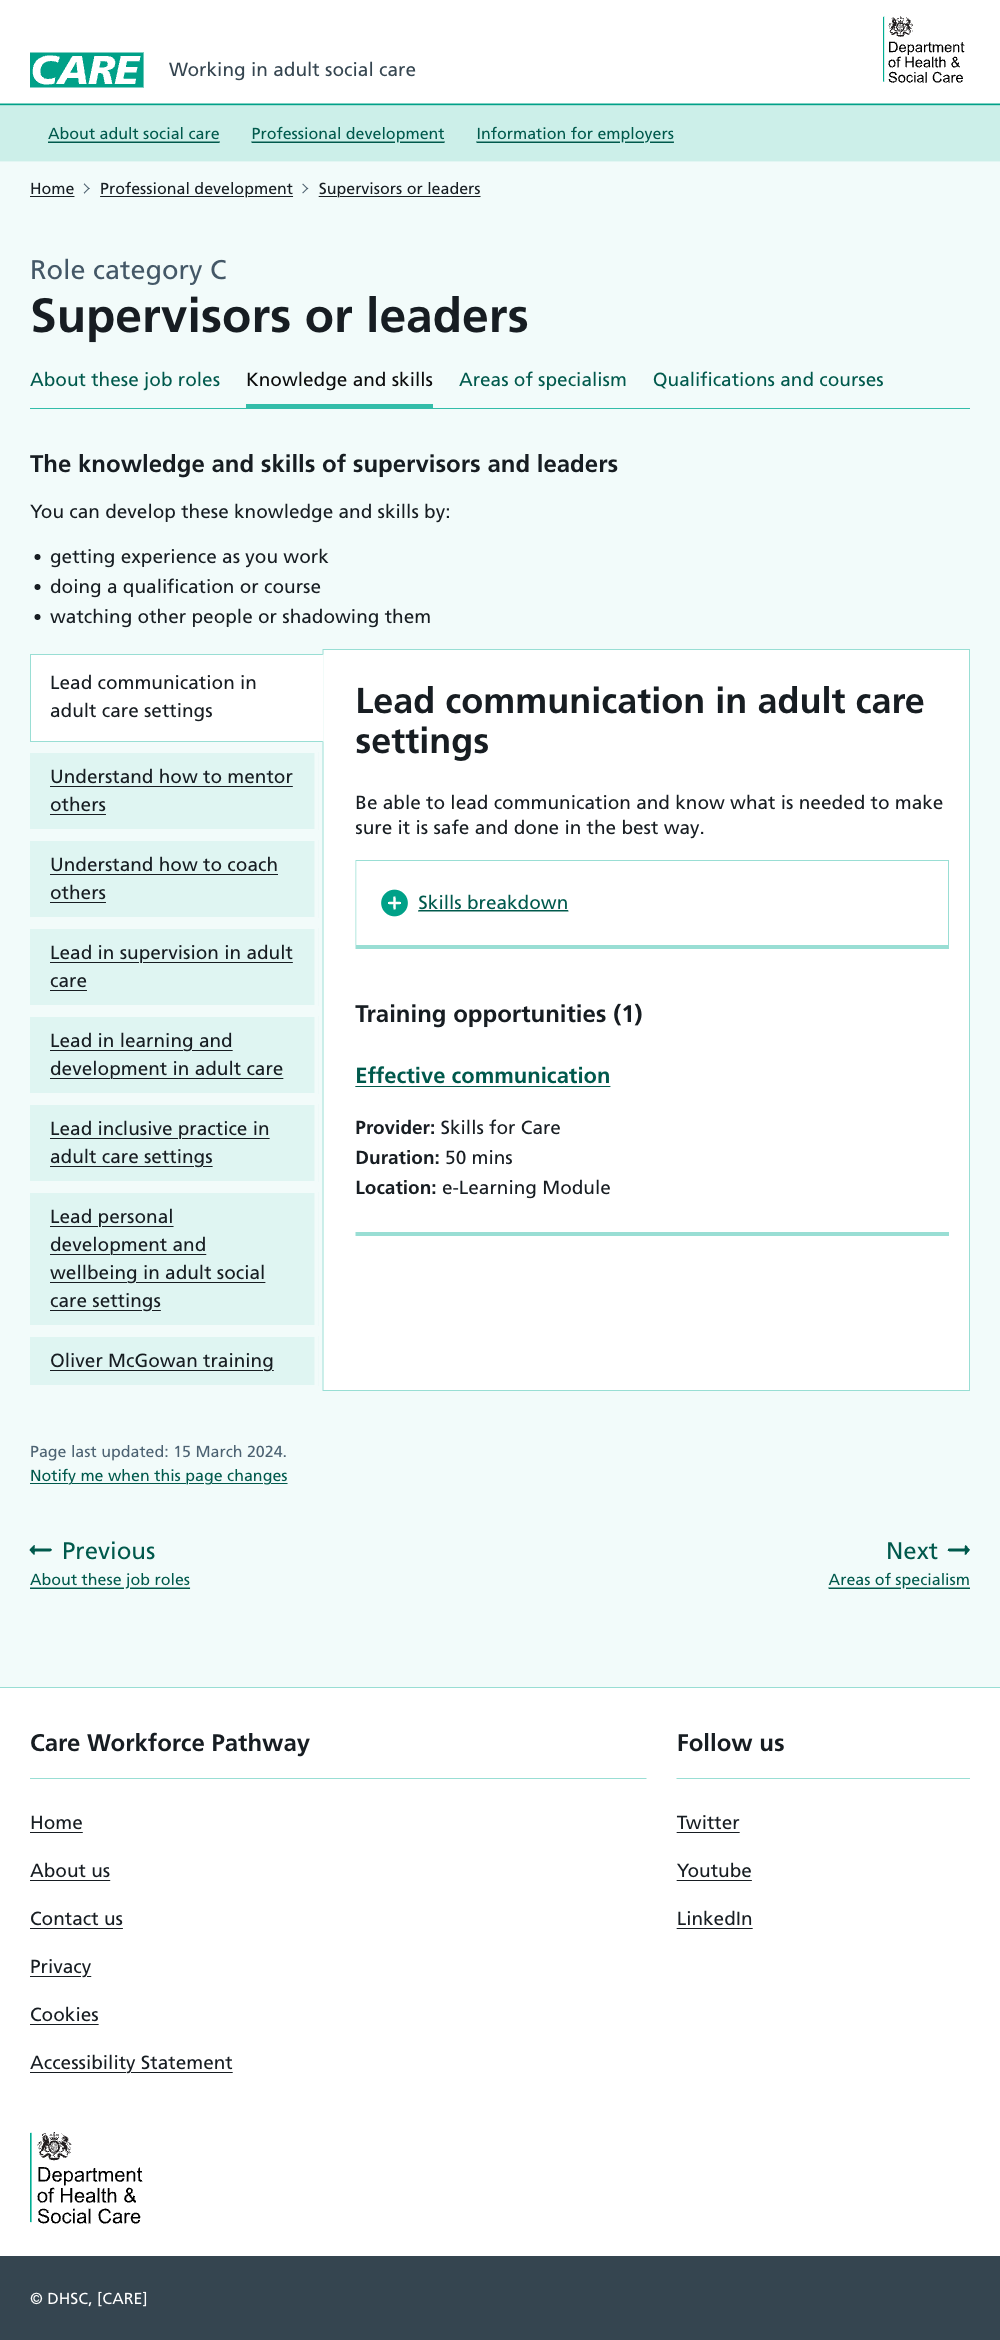 CARE
Working in adult social care
Department
of Health &
Social Care
About adult social care
Professional development
Information for employers
Home
Professional development
Supervisors or leaders
Role category C
Supervisors or leaders
About these job roles
Knowledge and skills
Areas of specialism
Qualifications and courses
The knowledge and skills of supervisors and leaders
You can develop these knowledge and skills by:
• getting experience as you work
• doing a qualification or course
• watching other people or shadowing them
Lead communication in
adult care settings
Understand how to mentor
others
Understand how to coach
others
Lead in supervision in adult
care
Lead in learning and
development in adult care
Lead inclusive practice in
adult care settings
Lead personal
development and
wellbeing in adult social
care settings
Oliver McGowan training
Lead communication in adult care
settings
Be able to lead communication and know what is needed to make
sure it is safe and done in the best way.
Skills breakdown
Training opportunities (1)
Effective communication
Provider: Skills for Care
Duration: 50 mins
Location: e-Learning Module
Page last updated: 15 March 2024.
Notify me when this page changes
Previous
About these job roles
Next
Areas of specialism
Care Workforce Pathway
Home
About us
Contact us
Privacy
Cookies
Accessibility Statement
Follow us
Twitter
Youtube
LinkedIn
Department
of Health &
Social Care
© DHSC, [CARE]